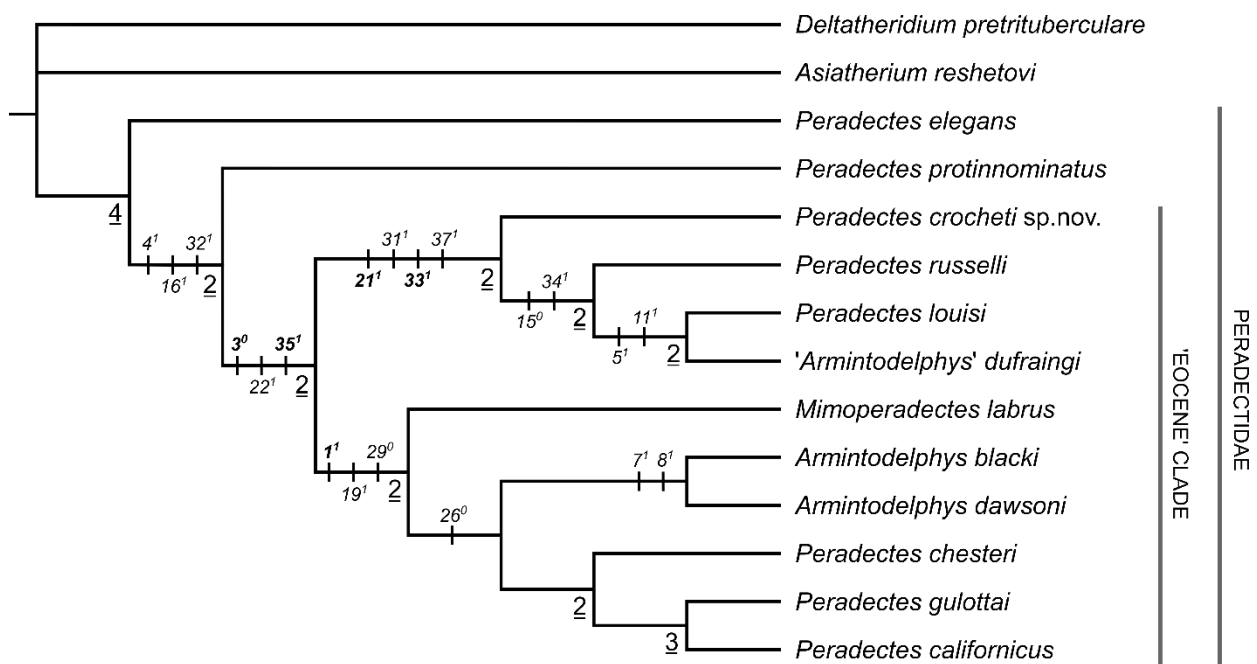 Deltatheridium pretrituberculare
Asiatherium reshetovi
Peradectes elegans
Peradectes protinnominatus
Peradectes crocheti sp.nov.
Peradectes russelli
Peradectes louisi
'Armintodelphys' dufraingi
Mimoperadectes labrus
Armintodelphys blacki
Armintodelphys dawsoni
Peradectes chesteri
Peradectes gulottai
Peradectes californicus
'EOCENE' CLADE
PERADECTIDAE
4
4¹ 32¹
16¹
2
3⁰ 35¹
22¹
2
31¹ 37¹
21¹ 33¹
2
34¹
15⁰
2
11¹
5¹
2
1¹ 29⁰
19¹
2
26⁰
7¹ 8¹
2
3